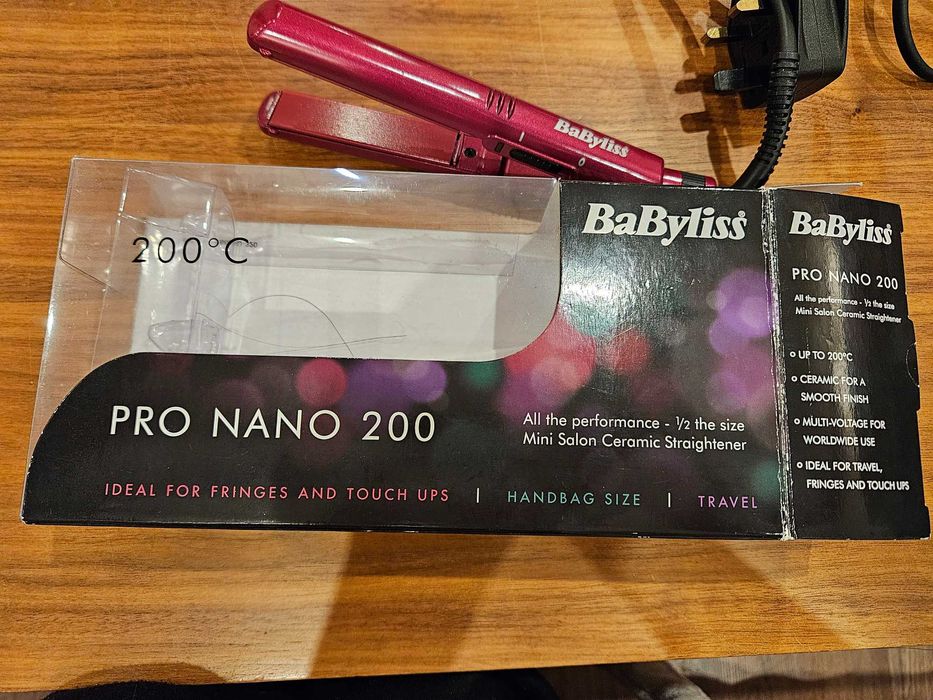 BaByliss
200°C
BaByliss
PRO NANO 200
All the performance - ½ the size
Mini Salon Ceramic Straightener
IDEAL FOR FRINGES AND TOUCH UPS | HANDBAG SIZE | TRAVEL
BaByliss
PRO NANO 200
All the performance - ½ the size
Mini Salon Ceramic Straightener
UP TO 200°C
CERAMIC FOR A
SMOOTH FINISH
MULTI-VOLTAGE FOR
WORLDWIDE USE
IDEAL FOR TRAVEL,
FRINGES AND TOUCH UPS